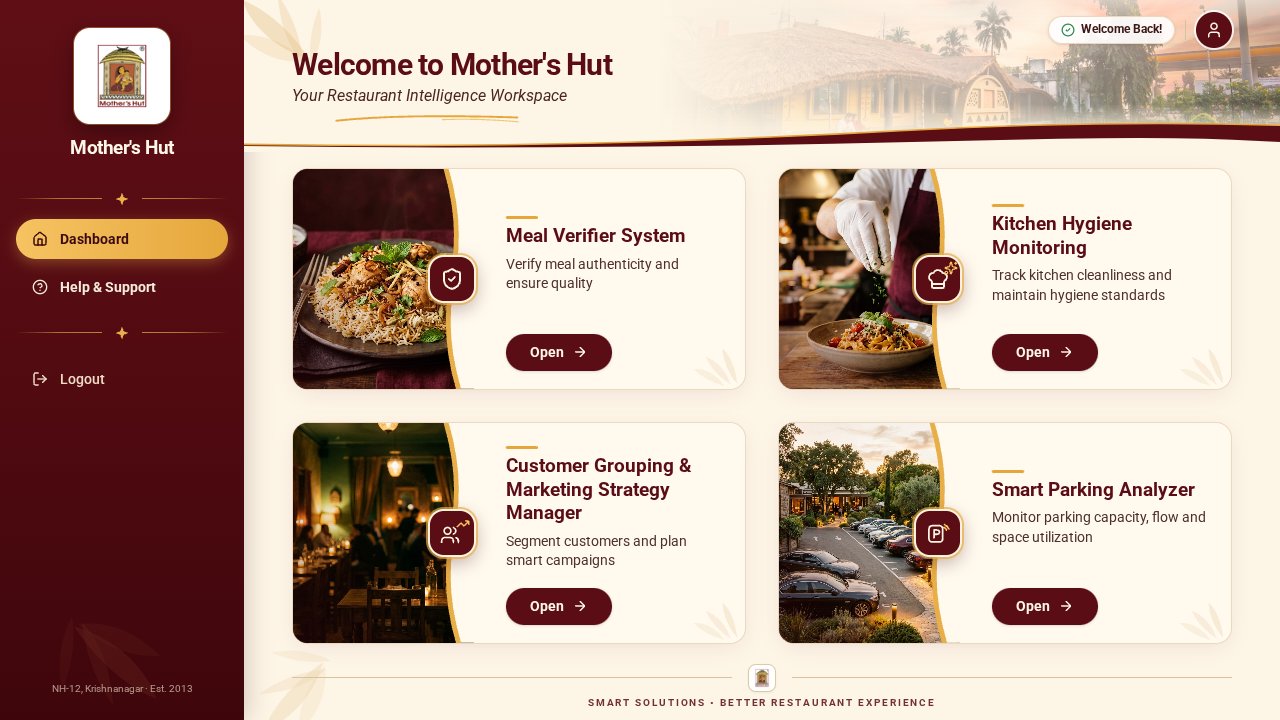 Mother's Hut
Mother's Hut
Dashboard
Help & Support
Logout
NH-12, Krishnanagar · Est. 2013
Welcome to Mother's Hut
Your Restaurant Intelligence Workspace
Welcome Back!
Meal Verifier System
Verify meal authenticity and
ensure quality
Open
Kitchen Hygiene
Monitoring
Track kitchen cleanliness and
maintain hygiene standards
Open
Customer Grouping &
Marketing Strategy
Manager
Segment customers and plan
smart campaigns
Open
P
Smart Parking Analyzer
Monitor parking capacity, flow and
space utilization
Open
SMART SOLUTIONS • BETTER RESTAURANT EXPERIENCE